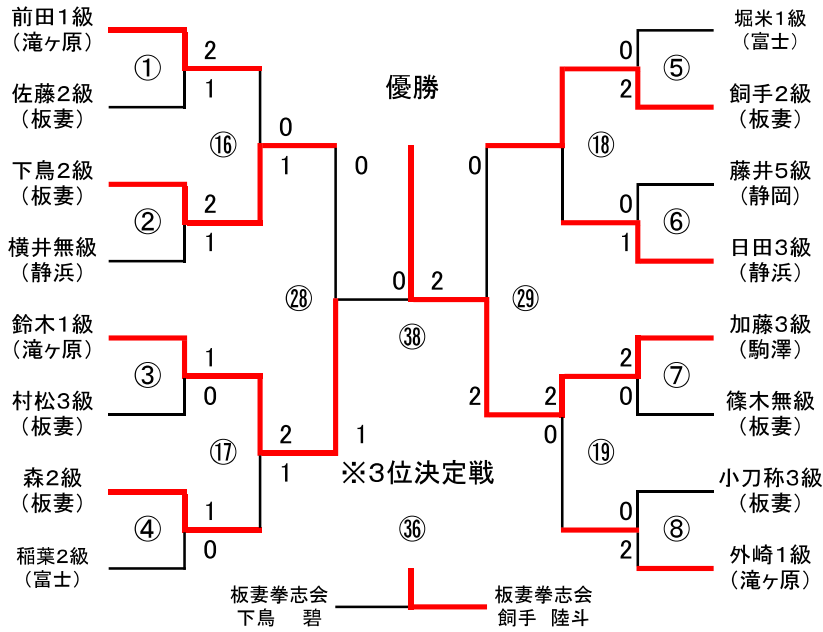 前田1級
（滝ヶ原）
①
2
1
佐藤2級
（板妻）
⑯
0
1
下鳥2級
（板妻）
②
2
1
横井無級
（静浜）
㉘
0
1
鈴木1級
（滝ヶ原）
③
1
0
村松3級
（板妻）
⑰
2
1
森2級
（板妻）
④
1
0
稲葉2級
（富士）
優勝
0
2
㊳
※3位決定戦
㊱
板妻拳志会
下鳥　碧
板妻拳志会
飼手　陸斗
堀米1級
（富士）
⑤
0
2
飼手2級
（板妻）
⑱
藤井5級
（静岡）
⑥
0
1
日田3級
（静浜）
㉙
0
2
加藤3級
（駒澤）
⑦
2
0
篠木無級
（板妻）
⑲
2
0
小刀称3級
（板妻）
⑧
0
2
外崎1級
（滝ヶ原）